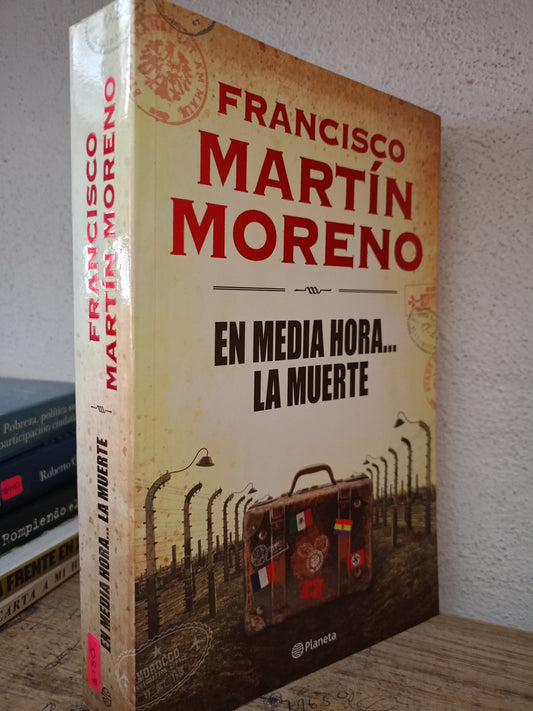 FRANCISCO
MARTÍN
MORENO
EN MEDIA HORA...
LA MUERTE
Planeta
FRANCISCO
MARTÍN MORENO
EN MEDIA HORA... LA MUERTE
MOROCCO
Pobreza, política
participación
Roberto
Rompiendo
FRENTE EN
CARTA A MI